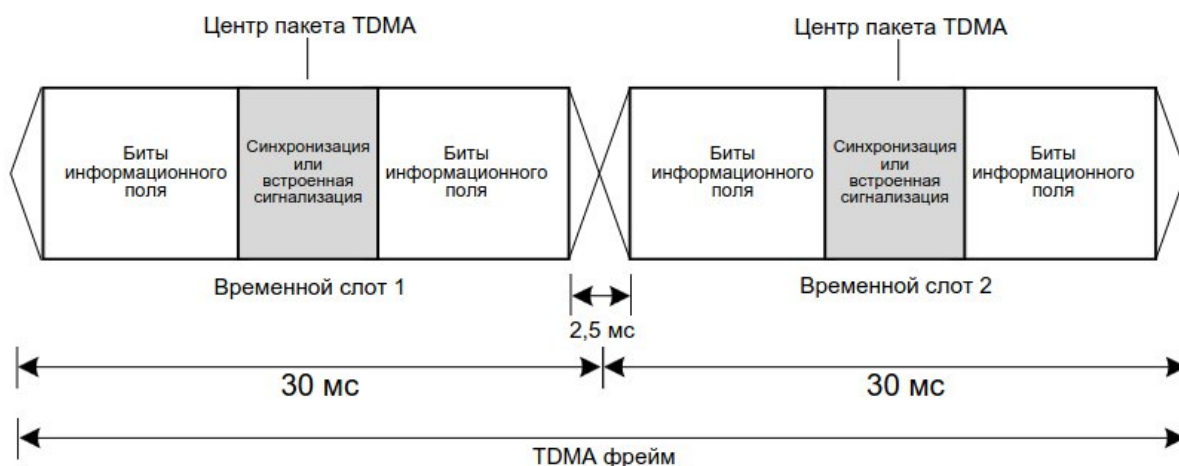 Центр пакета TDMA
Центр пакета TDMA
Биты
информационного
поля
Синхронизация
или
встроенная
сигнализация
Биты
информационного
поля
Биты
информационного
поля
Синхронизация
или
встроенная
сигнализация
Биты
информационного
поля
Временной слот 1
Временной слот 2
2,5 мс
30 мс
30 мс
TDMA фрейм